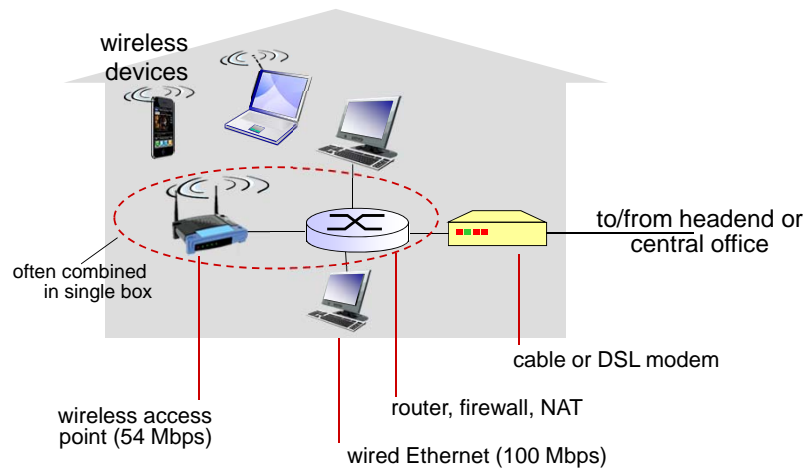 wireless
devices
to/from headend or
central office
often combined
in single box
cable or DSL modem
router, firewall, NAT
wireless access
point (54 Mbps)
wired Ethernet (100 Mbps)